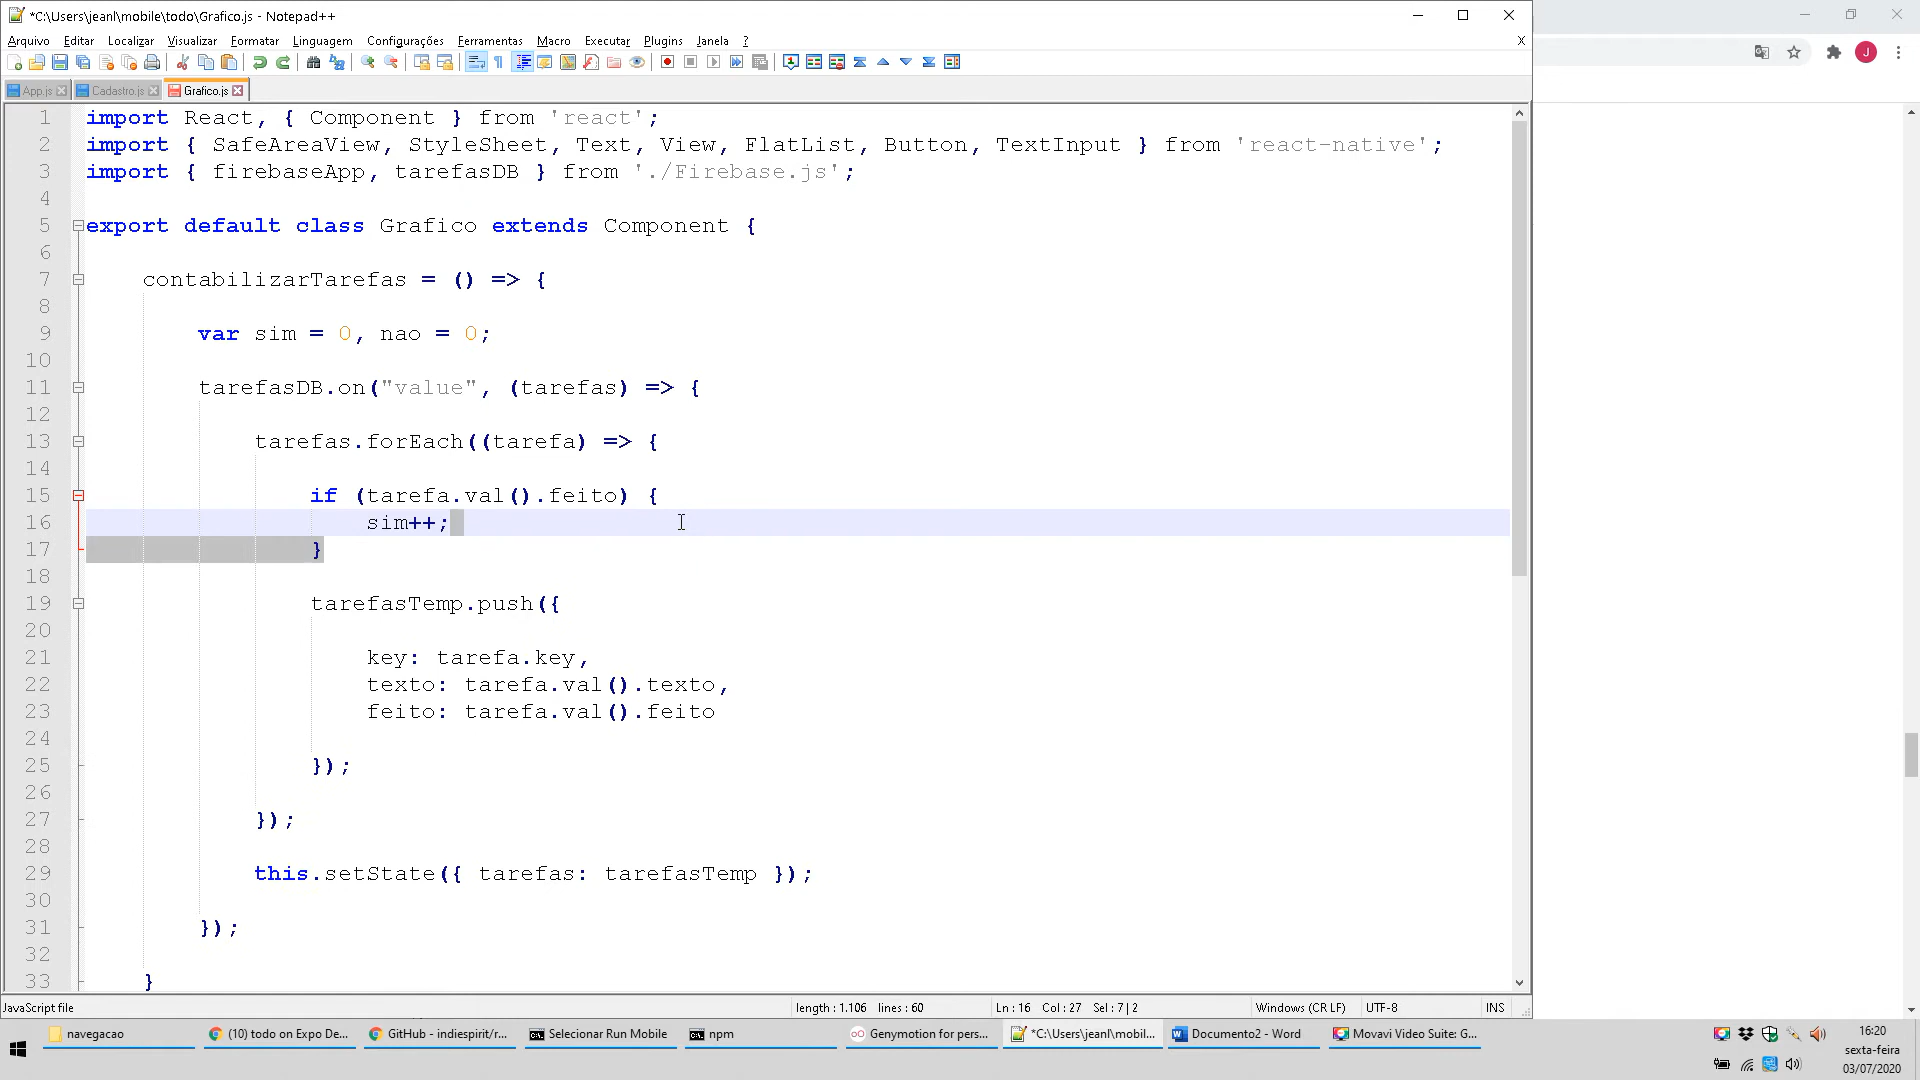 *C:\Users\jeanl\mobile\todo\Grafico.js - Notepad++
Arquivo Editar Localizar Visualizar Formatar Linguagem Configurações Ferramentas Macro Executar Plugins Janela ? X
App.js Cadastro.js Grafico.js
J
1 import React, { Component } from 'react';
2 import { SafeAreaView, StyleSheet, Text, View, FlatList, Button, TextInput } from 'react-native';
3 import { firebaseApp, tarefasDB } from './Firebase.js';
4
5 export default class Grafico extends Component {
6
7 contabilizarTarefas = () => {
8
9 var sim = 0, nao = 0;
10
11 tarefasDB.on("value", (tarefas) => {
12
13 tarefas.forEach((tarefa) => {
14
15 if (tarefa.val().feito) {
16 sim++;
17 }
18
19 tarefasTemp.push({
20
21 key: tarefa.key,
22 texto: tarefa.val().texto,
23 feito: tarefa.val().feito
24
25 });
26
27 });
28
29 this.setState({ tarefas: tarefasTemp });
30
31 });
32
33 }
JavaScript file length : 1.106 lines : 60 Ln : 16 Col : 27 Sel : 7 | 2 Windows (CR LF) UTF-8 INS
navegacao (10) todo on Expo De... GitHub - indiespirit/r... Selecionar Run Mobile npm Genymotion for pers... *C:\Users\jeanl\mobil... Documento2 - Word Movavi Video Suite: G...
16:20
sexta-feira
03/07/2020